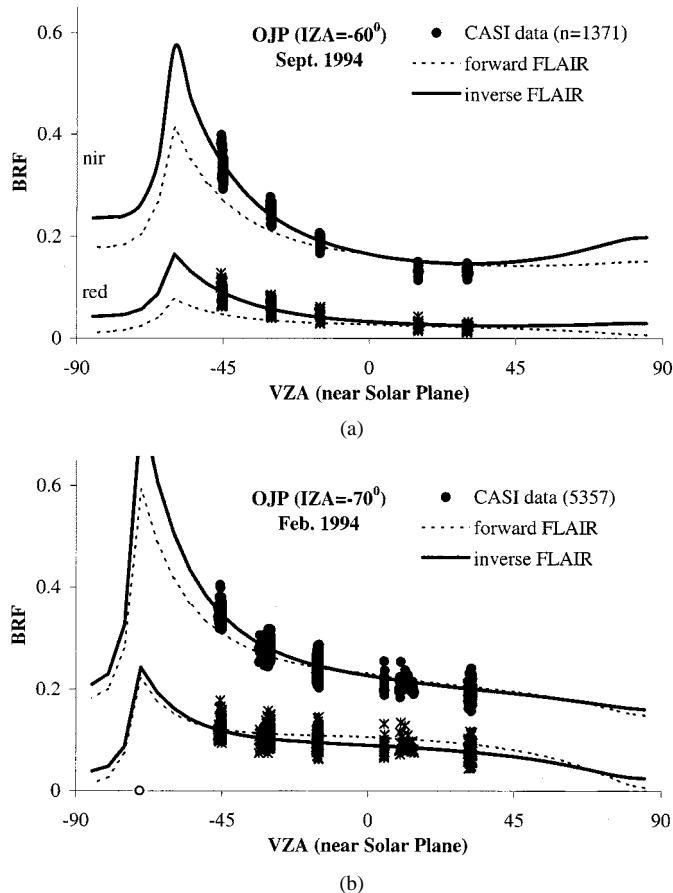 0.6
0.4
0.2
0
BRF
OJP (IZA=-60⁰)
Sept. 1994
CASI data (n=1371)
forward FLAIR
inverse FLAIR
nir
red
-90
-45
0
45
90
VZA (near Solar Plane)
(a)
0.6
0.4
0.2
0
BRF
OJP (IZA=-70⁰)
Feb. 1994
CASI data (5357)
forward FLAIR
inverse FLAIR
-90
-45
0
45
90
VZA (near Solar Plane)
(b)